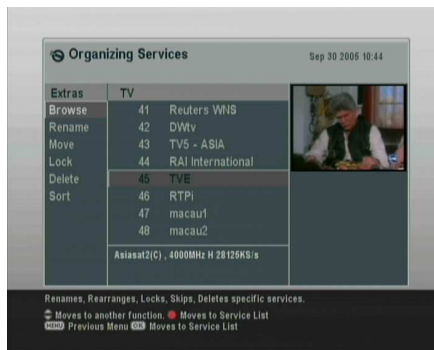 Organizing Services
Sep 30 2005 10:44
Extras TV
Browse 41 Reuters WNS
Rename 42 DWtv
Move 43 TV5 - ASIA
Lock 44 RAI International
Delete 45 TVE
Sort 46 RTPi
47 macau1
48 macau2
Asiasat2(C) , 4000MHz H 28125KS/s
Renames, Rearranges, Locks, Skips, Deletes specific services.
Moves to another function. Moves to Service List
MENU Previous Menu OK Moves to Service List